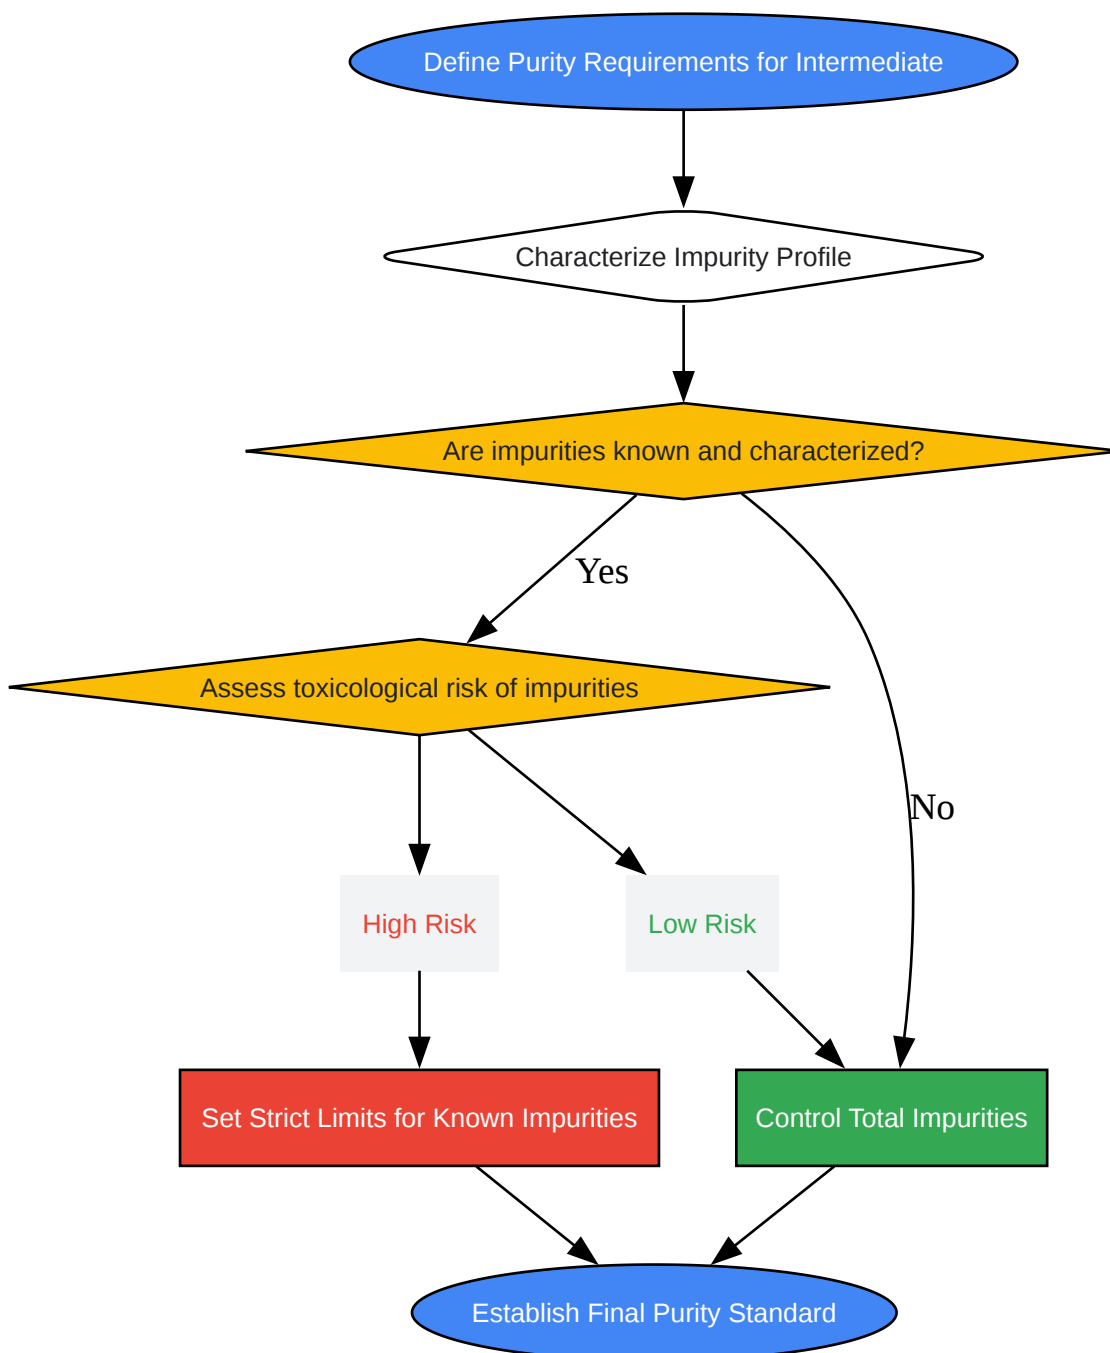 Define Purity Requirements for Intermediate
Characterize Impurity Profile
Are impurities known and characterized?
Yes
Assess toxicological risk of impurities
No
High Risk
Low Risk
Set Strict Limits for Known Impurities
Control Total Impurities
Establish Final Purity Standard